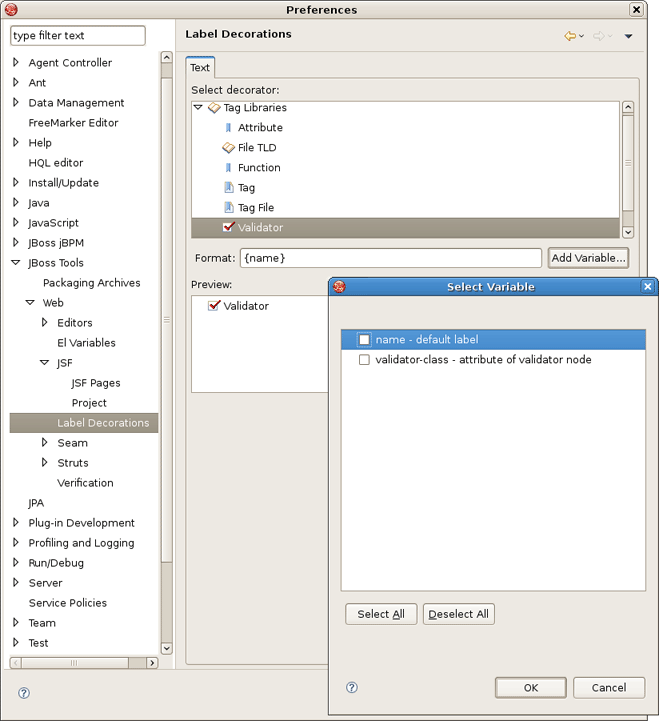 Preferences
type filter text
Agent Controller
Ant
Data Management
FreeMarker Editor
Help
HQL editor
Install/Update
Java
JavaScript
JBoss jBPM
JBoss Tools
Packaging Archives
Web
Editors
El Variables
JSF
JSF Pages
Project
Label Decorations
Seam
Struts
Verification
JPA
Plug-in Development
Profiling and Logging
Run/Debug
Server
Service Policies
Team
Test
Label Decorations
Text
Select decorator:
Tag Libraries
Attribute
File TLD
Function
Tag
Tag File
Validator
Format: {name} Add Variable...
Preview:
Validator
Select Variable
name - default label
validator-class - attribute of validator node
Select All Deselect All
OK Cancel